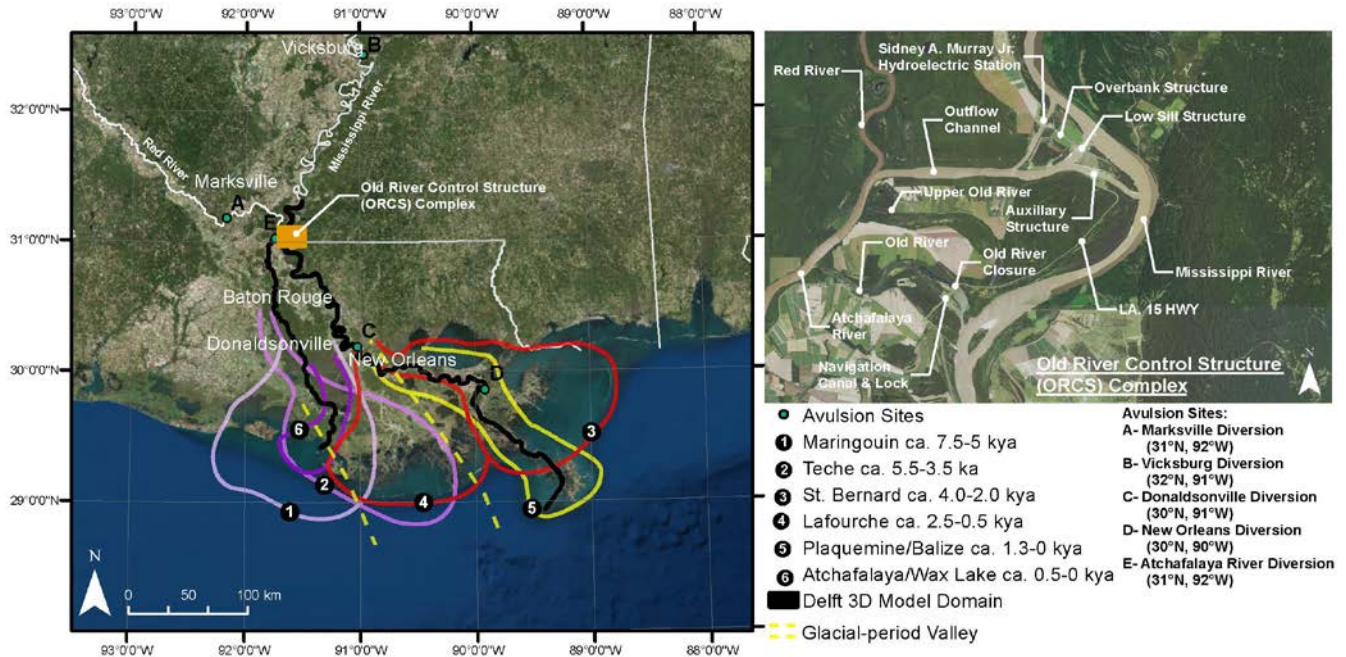 93°0'0"W 92°0'0"W 91°0'0"W 90°0'0"W 89°0'0"W 88°0'0"W
32°0'0"N
31°0'0"N
30°0'0"N
29°0'0"N
Vicksburg
B
Mississippi River
Red River
Marksville
A
E
Old River Control Structure
(ORCS) Complex
Baton Rouge
Donaldsonville
C
New Orleans
D
6
2
1
4
5
3
N
0 50 100 km
93°0'0"W 92°0'0"W 91°0'0"W 90°0'0"W 89°0'0"W 88°0'0"W
Sidney A. Murray Jr.
Hydroelectric Station
Red River
Overbank Structure
Outflow
Channel
Low Sill Structure
Upper Old River
Auxillary
Structure
Old River
Old River
Closure
Mississippi River
LA. 15 HWY
Atchafalaya
River
Navigation
Canal & Lock
Old River Control Structure
(ORCS) Complex
Avulsion Sites
1 Maringouin ca. 7.5-5 kya
2 Teche ca. 5.5-3.5 ka
3 St. Bernard ca. 4.0-2.0 kya
4 Lafourche ca. 2.5-0.5 kya
5 Plaquemine/Balize ca. 1.3-0 kya
6 Atchafalaya/Wax Lake ca. 0.5-0 kya
Delft 3D Model Domain
Glacial-period Valley
Avulsion Sites:
A- Marksville Diversion
(31°N, 92°W)
B- Vicksburg Diversion
(32°N, 91°W)
C- Donaldsonville Diversion
(30°N, 91°W)
D- New Orleans Diversion
(30°N, 90°W)
E- Atchafalaya River Diversion
(31°N, 92°W)